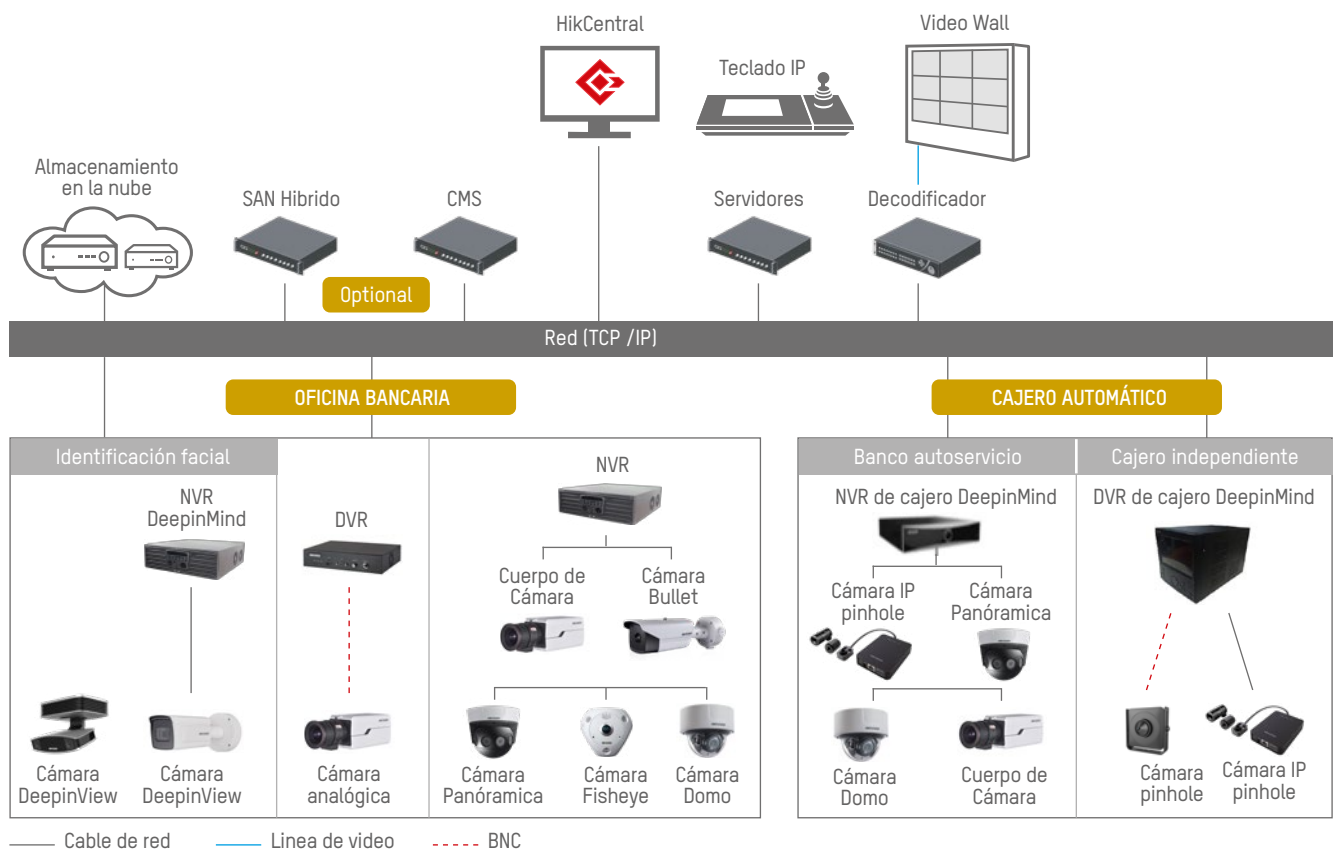 HikCentral
Video Wall
Teclado IP
Almacenamiento
en la nube
SAN Hibrido
CMS
Servidores
Decodificador
Optional
Red (TCP /IP)
OFICINA BANCARIA
CAJERO AUTOMÁTICO
Identificación facial
NVR
DeepinMind
DVR
NVR
Cuerpo de
Cámara
Cámara
Bullet
Cámara
DeepinView
Cámara
DeepinView
Cámara
analógica
Cámara
Panóramica
Cámara
Fisheye
Cámara
Domo
Banco autoservicio
Cajero independiente
NVR de cajero DeepinMind
DVR de cajero DeepinMind
Cámara IP
pinhole
Cámara
Panóramica
Cámara
Domo
Cuerpo de
Cámara
Cámara
pinhole
Cámara IP
pinhole
Cable de red
Linea de video
BNC